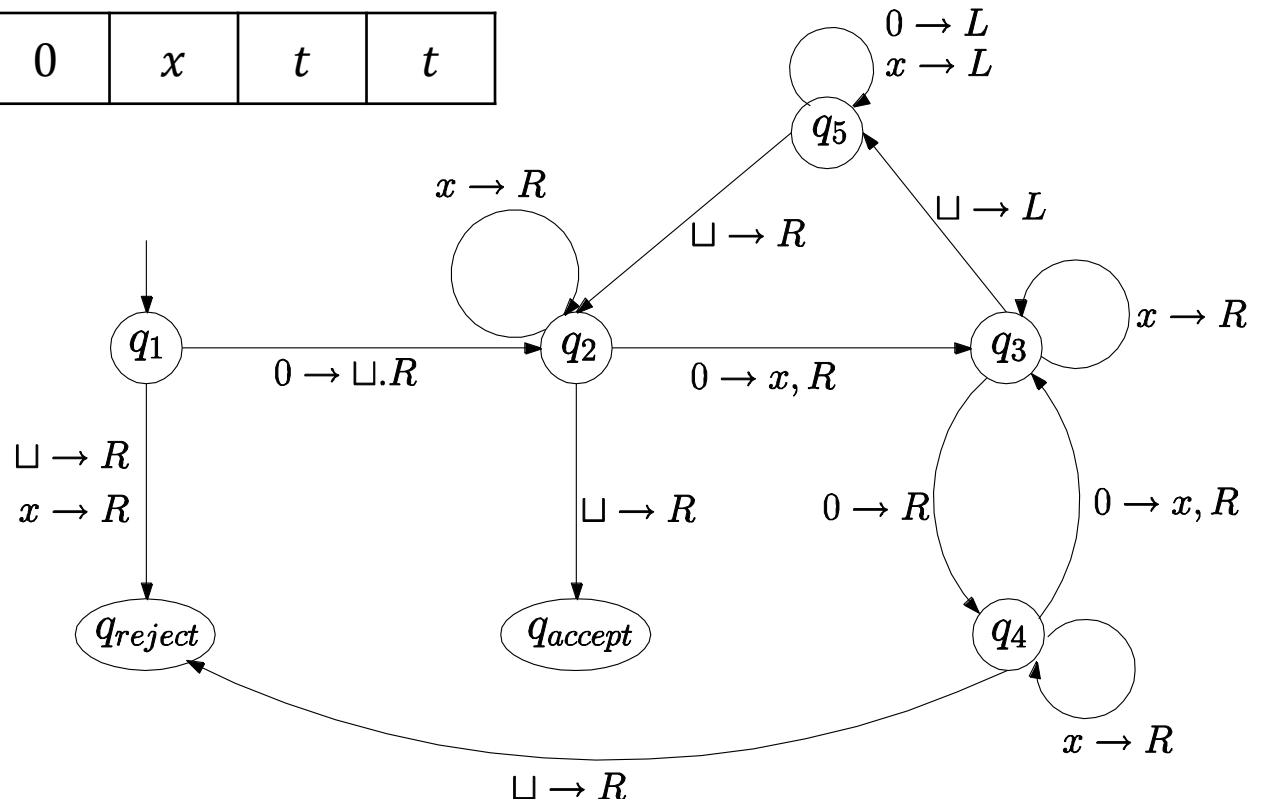 0 x t t
0 → L
x → L
q5
x → R
⊔ → R
⊔ → L
q1
0 → ⊔.R
q2
0 → x, R
q3
x → R
⊔ → R
x → R
⊔ → R
0 → R
0 → x, R
qreject
qaccept
q4
x → R
⊔ → R